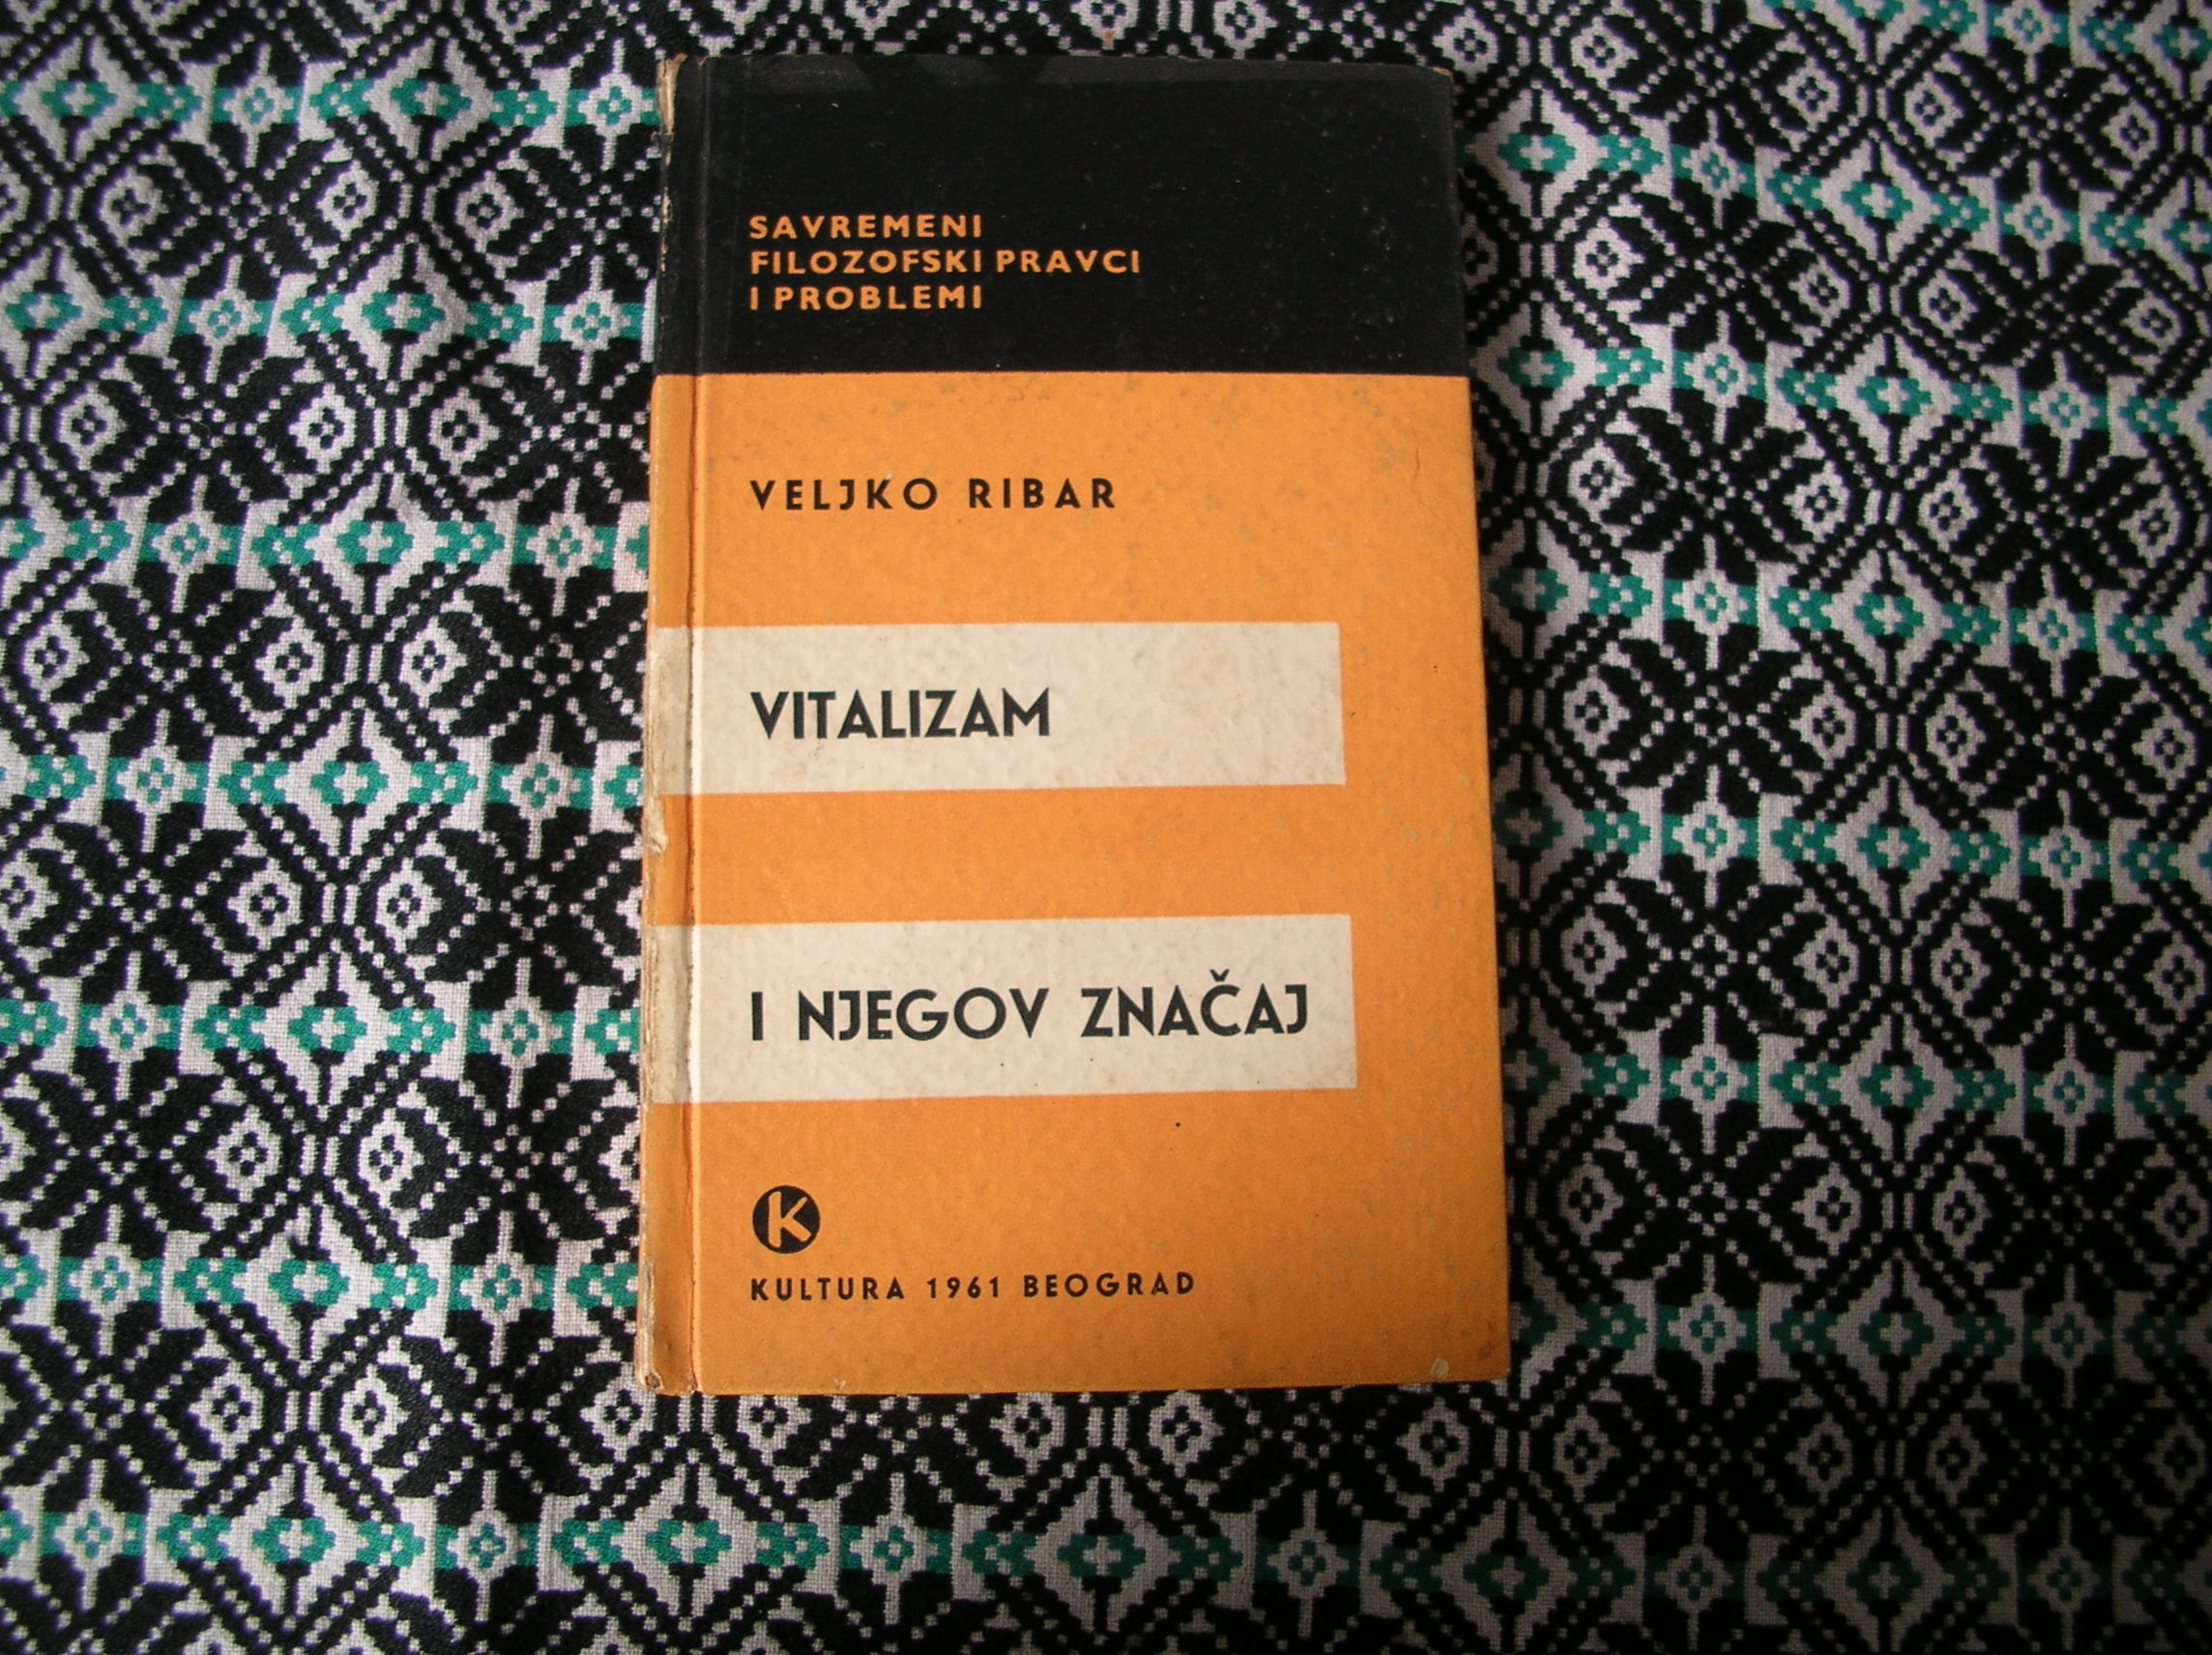 SAVREMENI
FILOZOFSKI PRAVCI
I PROBLEMI
VELJKO RIBAR
VITALIZAM
I NJEGOV ZNAČAJ
K
KULTURA 1961 BEOGRAD